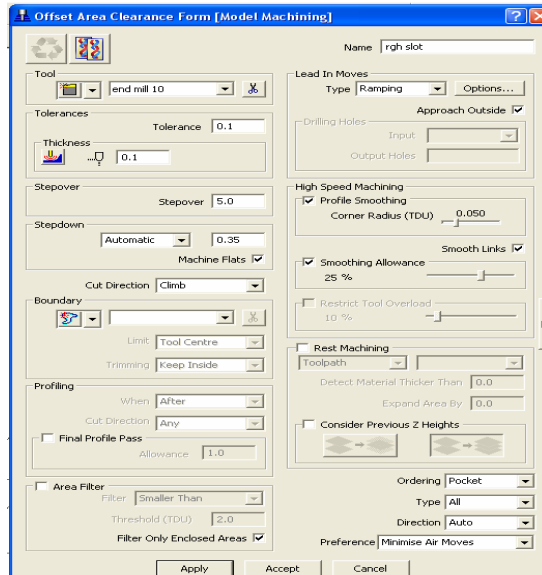 Offset Area Clearance Form [Model Machining]
Name rgh slot
Tool
end mill 10
Tolerances
Tolerance 0.1
Thickness
0.1
Stepover
Stepover 5.0
Stepdown
Automatic 0.35
Machine Flats
Cut Direction Climb
Boundary
Limit Tool Centre
Trimming Keep Inside
Profiling
When After
Cut Direction Any
Final Profile Pass
Allowance 1.0
Area Filter
Filter Smaller Than
Threshold (TDU) 2.0
Filter Only Enclosed Areas
Lead In Moves
Type Ramping Options...
Approach Outside
Drilling Holes
Input
Output Holes
High Speed Machining
Profile Smoothing
Corner Radius (TDU) 0.050
Smooth Links
Smoothing Allowance
25 %
Restrict Tool Overload
10 %
Rest Machining
Toolpath
Detect Material Thicker Than 0.0
Expand Area By 0.0
Consider Previous Z Heights
Ordering Pocket
Type All
Direction Auto
Preference Minimise Air Moves
Apply Accept Cancel